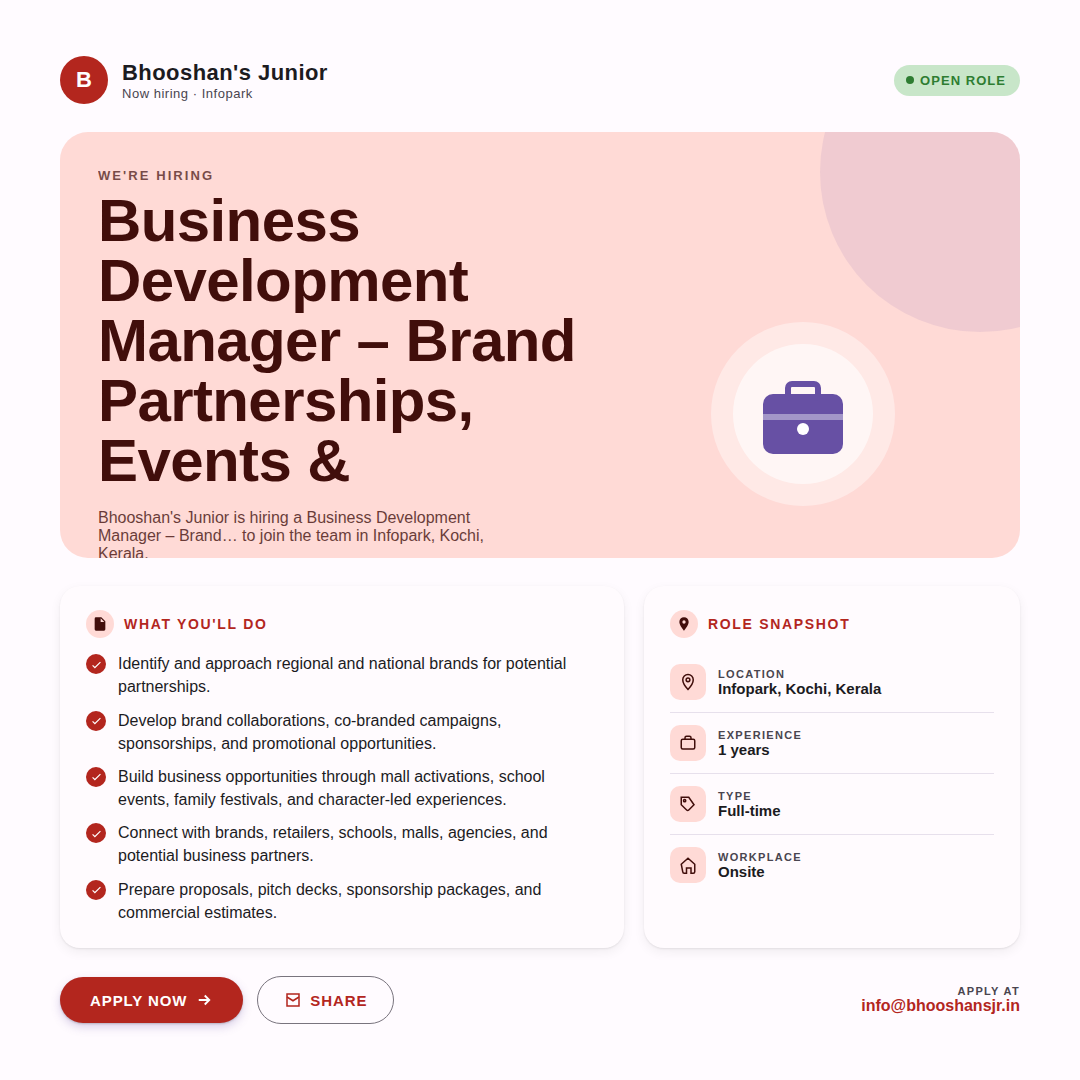 B
Bhooshan's Junior
Now hiring · Infopark
OPEN ROLE
WE'RE HIRING
Business
Development
Manager – Brand
Partnerships,
Events &
Bhooshan's Junior is hiring a Business Development
Manager – Brand… to join the team in Infopark, Kochi,
Kerala.
WHAT YOU'LL DO
Identify and approach regional and national brands for potential
partnerships.
Develop brand collaborations, co-branded campaigns,
sponsorships, and promotional opportunities.
Build business opportunities through mall activations, school
events, family festivals, and character-led experiences.
Connect with brands, retailers, schools, malls, agencies, and
potential business partners.
Prepare proposals, pitch decks, sponsorship packages, and
commercial estimates.
ROLE SNAPSHOT
LOCATION
Infopark, Kochi, Kerala
EXPERIENCE
1 years
TYPE
Full-time
WORKPLACE
Onsite
APPLY NOW
SHARE
APPLY AT
info@bhooshansjr.in